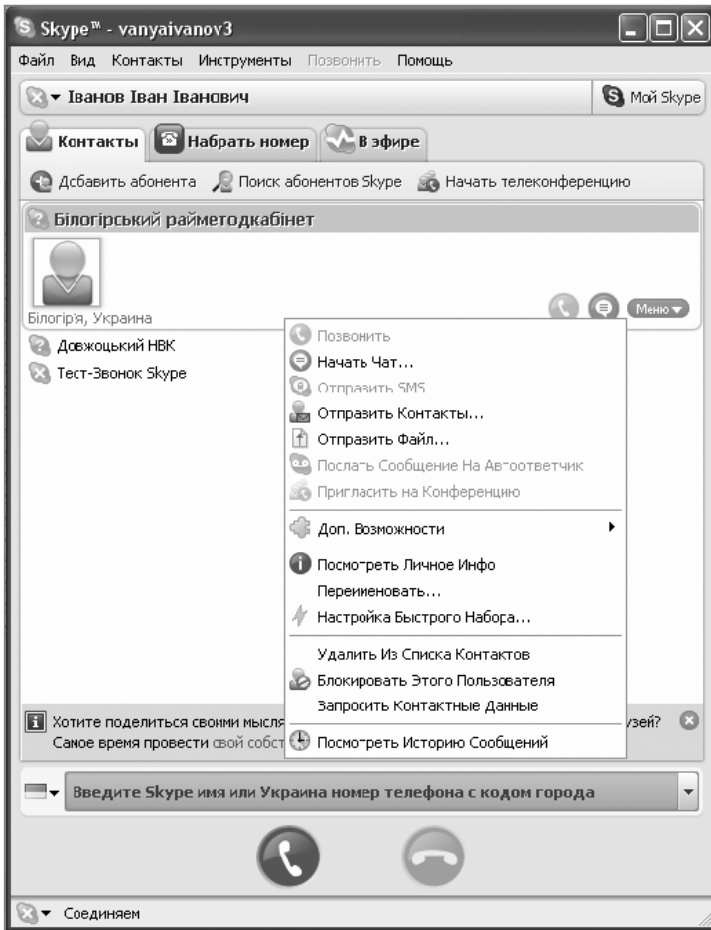 Skype™ - vanyaivanov3
Файл Вид Контакты Инструменты Позвонить Помощь
Іванов Іван Іванович Мой Skype
Контакты Набрать номер В эфире
Добавить абонента Поиск абонентов Skype Начать телеконференцию
Білогірський райметодкабінет
Білогір'я, Украина
Меню
Довжоцький НВК
Тест-Звонок Skype
Позвонить
Начать Чат...
Отправить SMS
Отправить Контакты...
Отправить Файл...
Послать Сообщение На Автоответчик
Пригласить на Конференцию
Доп. Возможности
Посмотреть Личное Инфо
Переименовать...
Настройка Быстрого Набора...
Удалить Из Списка Контактов
Блокировать Этого Пользователя
Запросить Контактные Данные
Посмотреть Историю Сообщений
Хотите поделиться своими мысля узей?
Самое время провести свой собст
Введите Skype имя или Украина номер телефона с кодом города
Соединяем